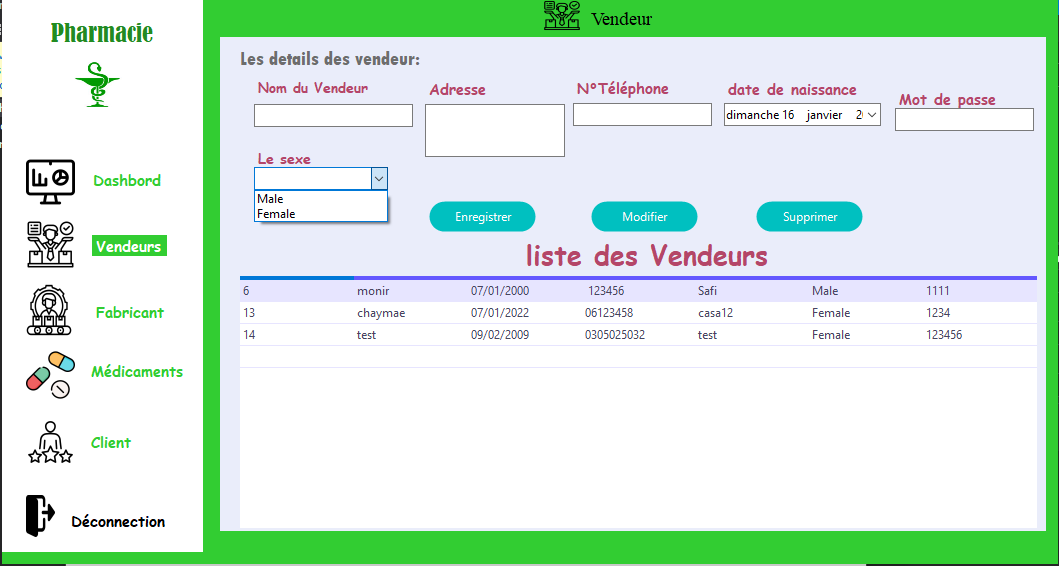 Pharmacie
Dashbord
Vendeurs
Fabricant
Médicaments
Client
Déconnection
Vendeur
Les details des vendeur:
Nom du Vendeur
Adresse
N°Téléphone
date de naissance
Mot de passe
dimanche 16 janvier
Le sexe
Male
Female
Enregistrer Modifier Supprimer
liste des Vendeurs
6 monir 07/01/2000 123456 Safi Male 1111
13 chaymae 07/01/2022 06123458 casa12 Female 1234
14 test 09/02/2009 0305025032 test Female 123456